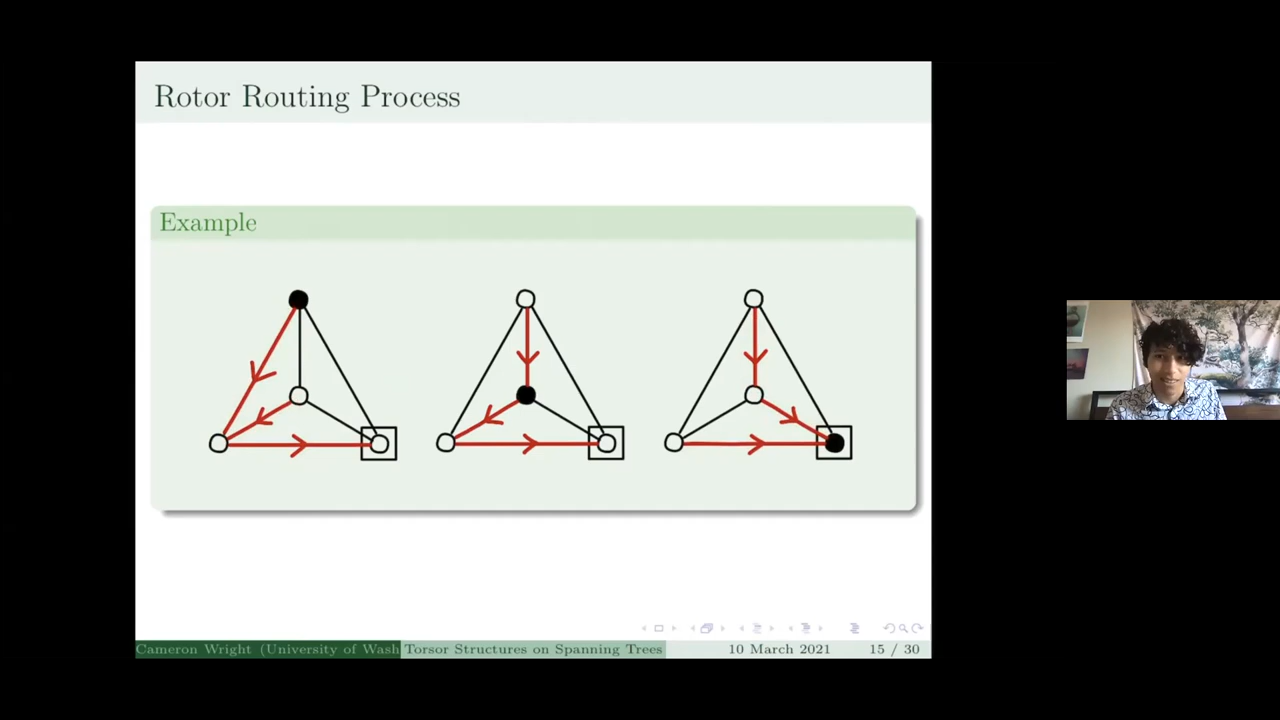 Rotor Routing Process
Example
Cameron Wright (University of Wash
Torsor Structures on Spanning Trees
10 March 2021
15 / 30